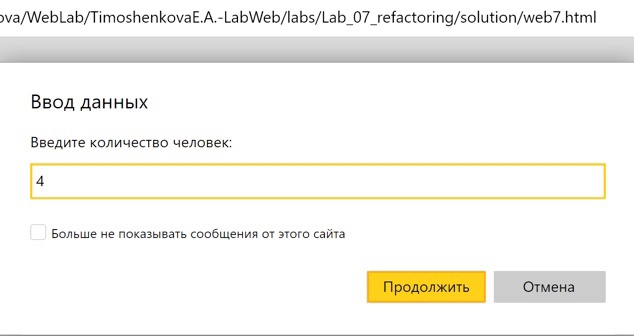 ova/WebLab/TimoshenkovaE.A.-LabWeb/labs/Lab_07_refactoring/solution/web7.html
Ввод данных
Введите количество человек:
4
Больше не показывать сообщения от этого сайта
Продолжить
Отмена